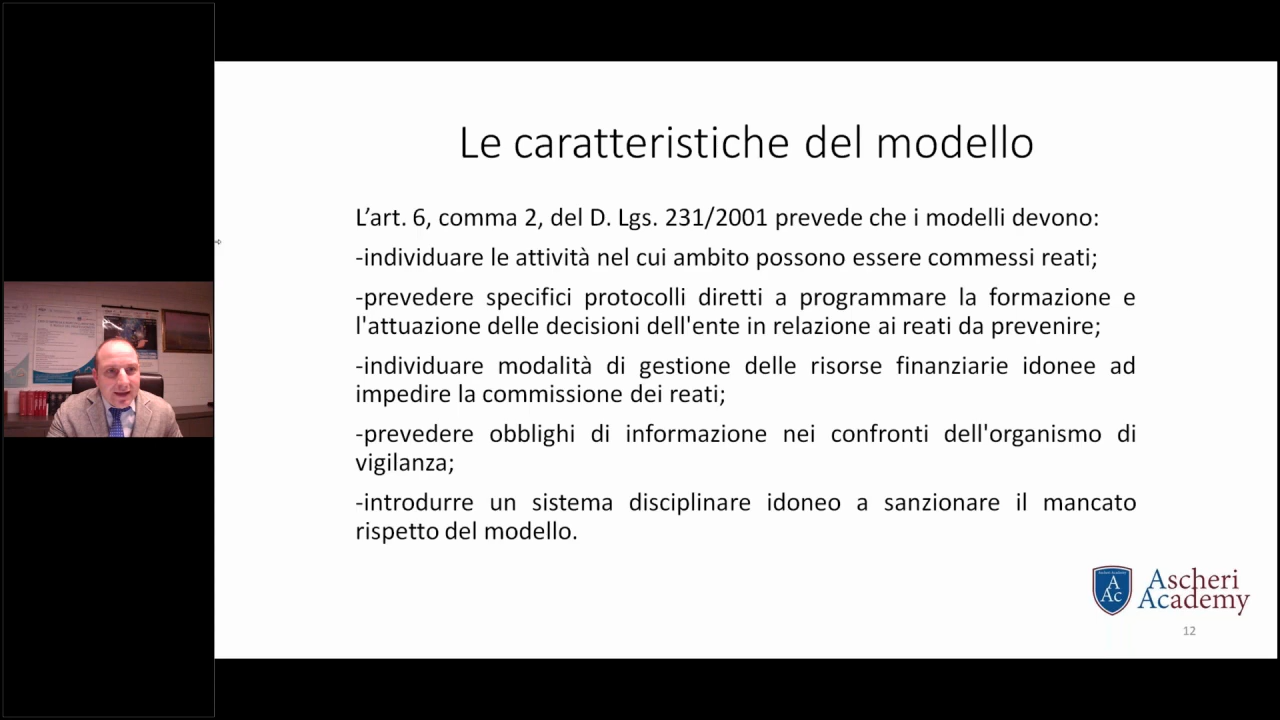 Le caratteristiche del modello
L’art. 6, comma 2, del D. Lgs. 231/2001 prevede che i modelli devono:
-individuare le attività nel cui ambito possono essere commessi reati;
-prevedere specifici protocolli diretti a programmare la formazione e
l'attuazione delle decisioni dell'ente in relazione ai reati da prevenire;
-individuare modalità di gestione delle risorse finanziarie idonee ad
impedire la commissione dei reati;
-prevedere obblighi di informazione nei confronti dell'organismo di
vigilanza;
-introdurre un sistema disciplinare idoneo a sanzionare il mancato
rispetto del modello.
A
Ac
Ascheri
Academy
12